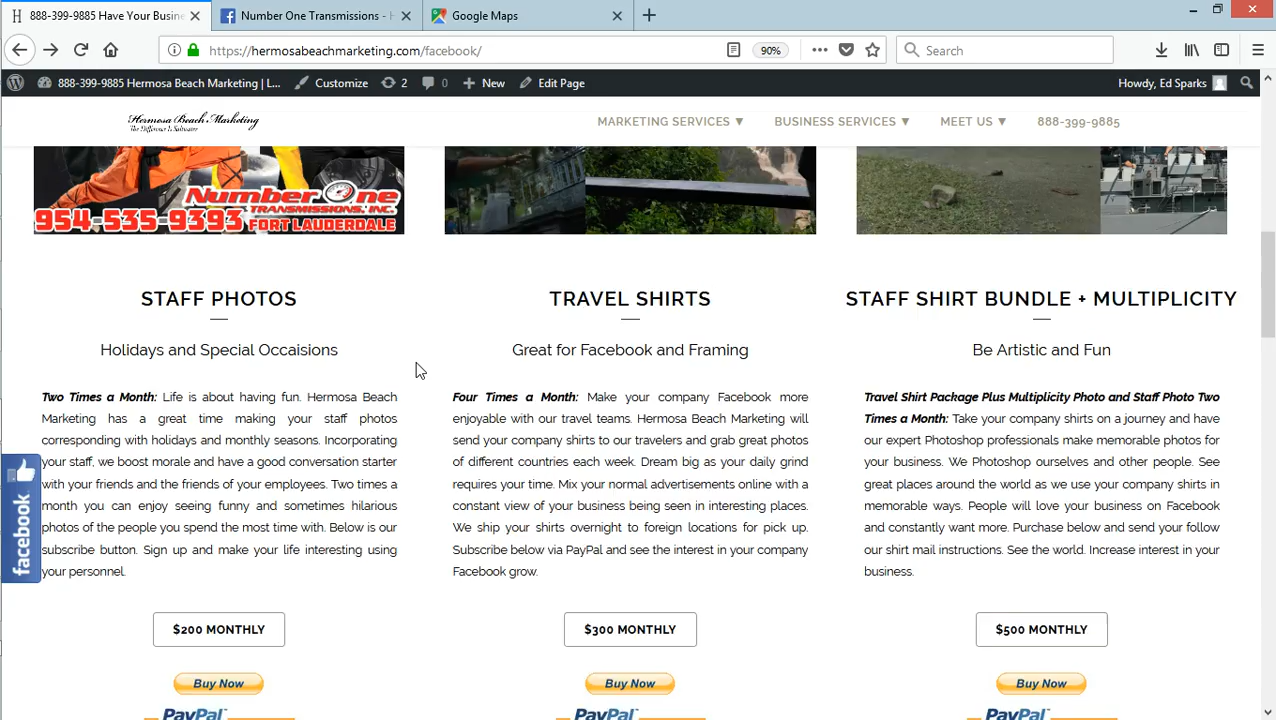 888-399-9885 Have Your Busine
Number One Transmissions - H
Google Maps
https://hermosabeachmarketing.com/facebook/
90%
Search
888-399-9885 Hermosa Beach Marketing | L...
Customize
2
0
New
Edit Page
Howdy, Ed Sparks
Hermosa Beach Marketing
The Difference Is Saltwater
MARKETING SERVICES ▼
BUSINESS SERVICES ▼
MEET US ▼
888-399-9885
Number One
TRANSMISSIONS, INC.
954-535-9393 FORT LAUDERDALE
STAFF PHOTOS
Holidays and Special Occaisions
Two Times a Month: Life is about having fun. Hermosa Beach
Marketing has a great time making your staff photos
corresponding with holidays and monthly seasons. Incorporating
your staff, we boost morale and have a good conversation starter
with your friends and the friends of your employees. Two times a
month you can enjoy seeing funny and sometimes hilarious
photos of the people you spend the most time with. Below is our
subscribe button. Sign up and make your life interesting using
your personnel.
$200 MONTHLY
Buy Now
PayPal
TRAVEL SHIRTS
Great for Facebook and Framing
Four Times a Month: Make your company Facebook more
enjoyable with our travel teams. Hermosa Beach Marketing will
send your company shirts to our travelers and grab great photos
of different countries each week. Dream big as your daily grind
requires your time. Mix your normal advertisements online with a
constant view of your business being seen in interesting places.
We ship your shirts overnight to foreign locations for pick up.
Subscribe below via PayPal and see the interest in your company
Facebook grow.
$300 MONTHLY
Buy Now
PayPal
STAFF SHIRT BUNDLE + MULTIPLICITY
Be Artistic and Fun
Travel Shirt Package Plus Multiplicity Photo and Staff Photo Two
Times a Month: Take your company shirts on a journey and have
our expert Photoshop professionals make memorable photos for
your business. We Photoshop ourselves and other people. See
great places around the world as we use your company shirts in
memorable ways. People will love your business on Facebook
and constantly want more. Purchase below and send your follow
our shirt mail instructions. See the world. Increase interest in your
business.
$500 MONTHLY
Buy Now
PayPal
facebook